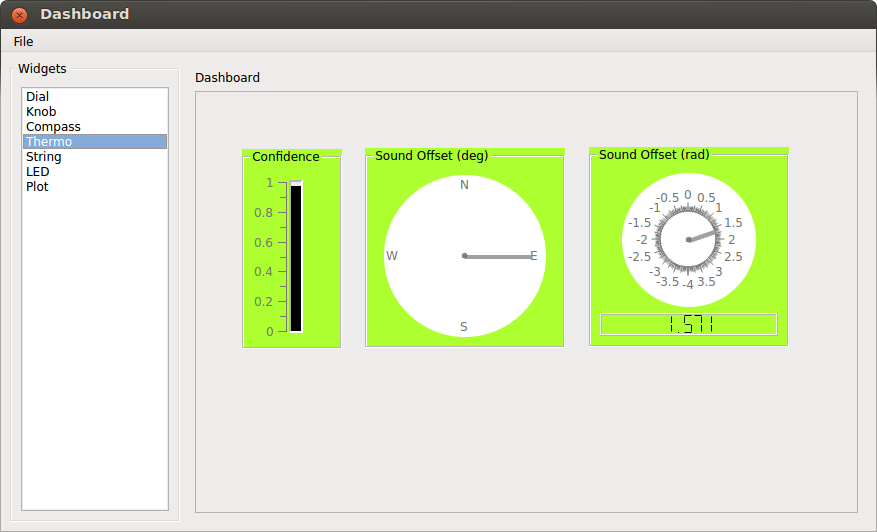 Dashboard
File
Widgets
Dial
Knob
Compass
Thermo
String
LED
Plot
Dashboard
Confidence
1
0.8
0.6
0.4
0.2
0
Sound Offset (deg)
N
W E
S
Sound Offset (rad)
-0.5 0 0.5
-1 1
-1.5 1.5
-2 2
-2.5 2.5
-3 3
-3.5 -4 3.5
1.571